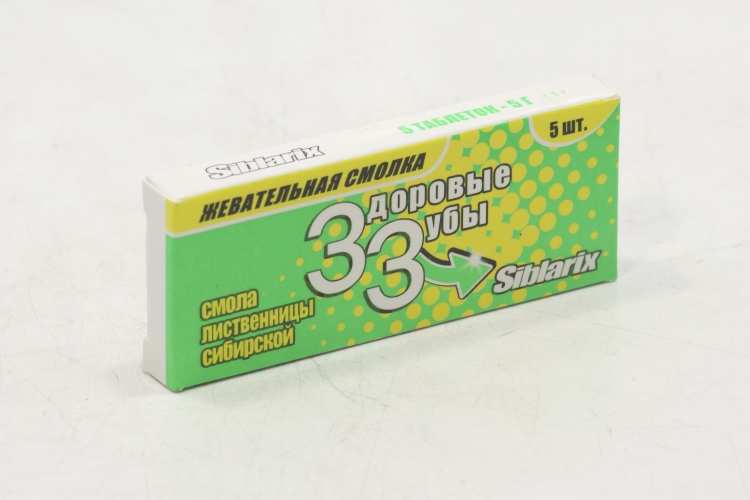 Siblarix
5 ТАБЛЕТОК - 5 Г
ЖЕВАТЕЛЬНАЯ СМОЛКА
5 шт.
Здоровые
Зубы
Siblarix
смола
лиственницы
сибирской